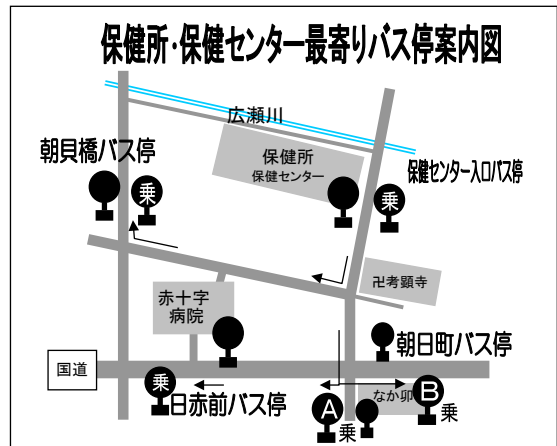 保健所・保健センター最寄りバス停案内図
広瀬川
朝貝橋バス停
保健所
保健センター
保健センター入口バス停
乗
乗
卍考顕寺
赤十字
病院
朝日町バス停
国道
乗
日赤前バス停
なか卯
A
B
乗
乗